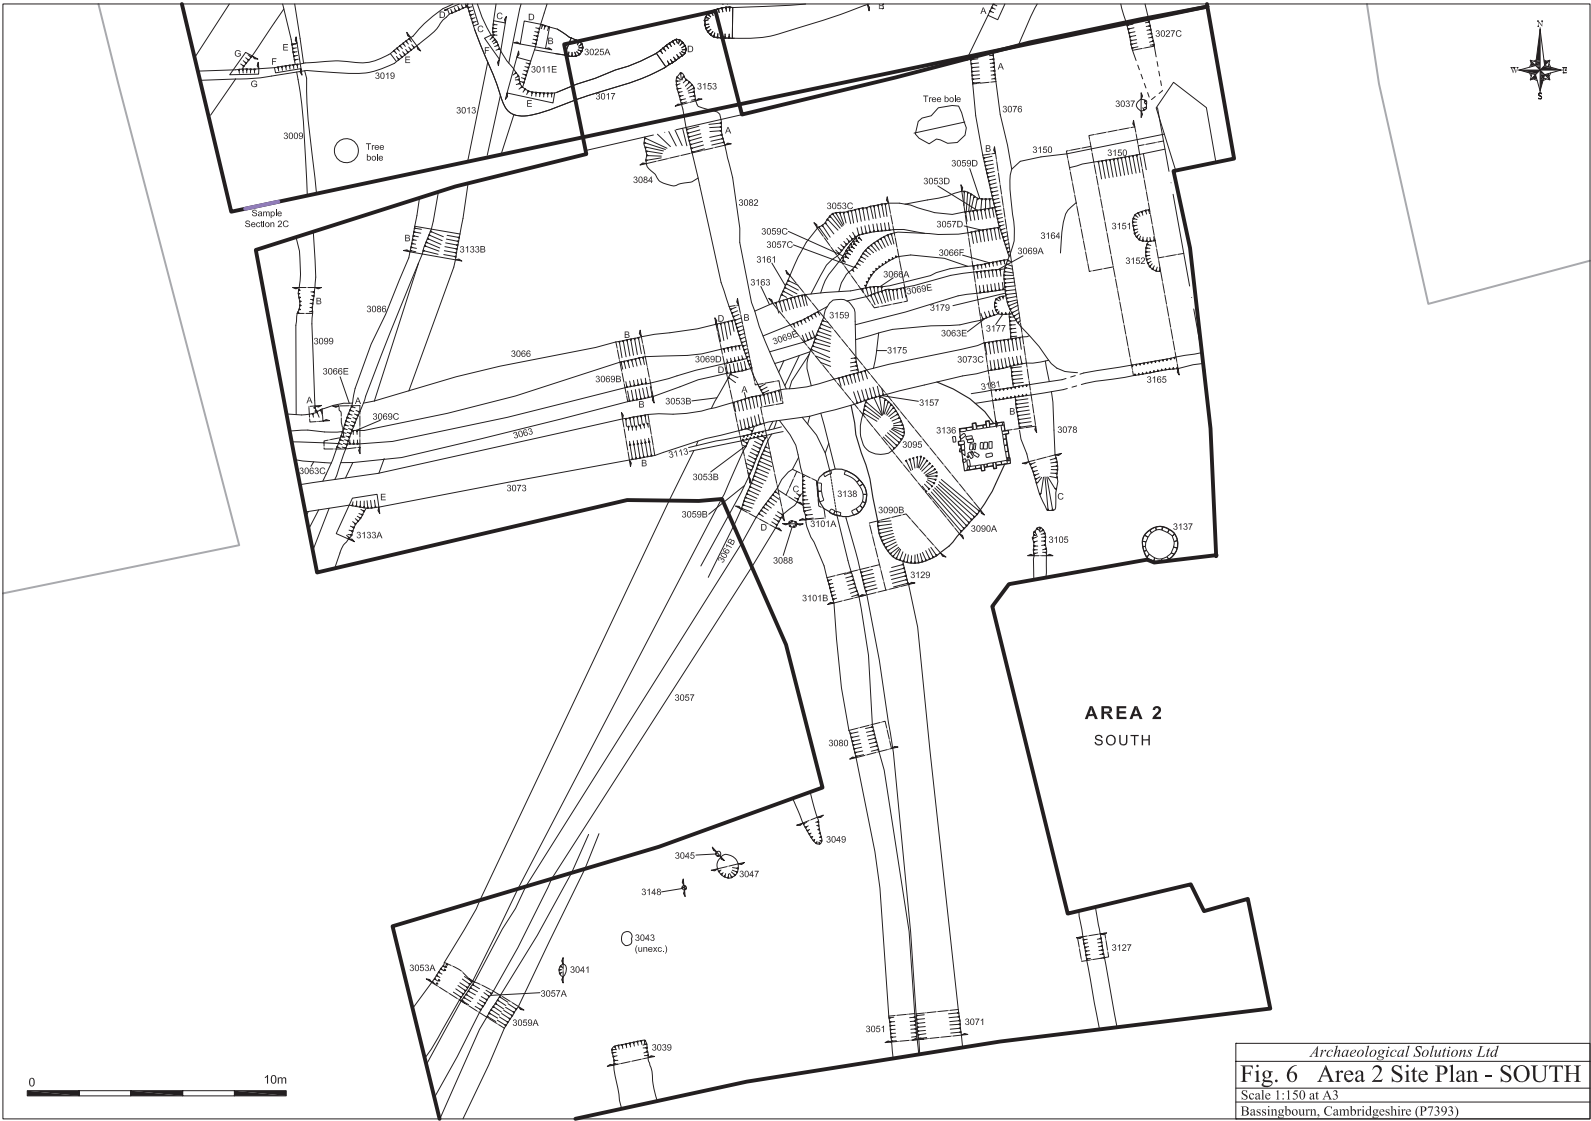 D
C
D
B
A
3027C
G
E
F
E
F
B
3025A
3011E
D
G
3019
3017
E
3153
A
3013
Tree bole
3037
3076
3009
A
Tree
bole
B
3059D
3150
3150
3084
3053D
3082
3053C
Sample
Section 2C
3057D
3151
3059C
3164
B
3133B
3057C
3066F
3069A
3152
3161
3066A
3163
3069E
B
3086
3179
D
B
3159
3099
B
3069B
3063E
3177
3066
3175
3069D
3073C
3066E
3069B
D
3165
A
A
3181
A
3053B
3157
B
3069C
B
3063
3136
3078
3095
3113
B
3063C
3053B
3073
C
3138
E
C
3059B
3090B
D
3101A
3090A
3133A
3137
3105
3061B
3088
3129
3101B
3057
AREA 2
SOUTH
3080
3049
3045
3047
3148
3043
(unexc.)
3127
3053A
3041
3057A
3059A
3051
3071
3039
0
10m
N
W
E
S
Archaeological Solutions Ltd
Fig. 6 Area 2 Site Plan - SOUTH
Scale 1:150 at A3
Bassingbourn, Cambridgeshire (P7393)